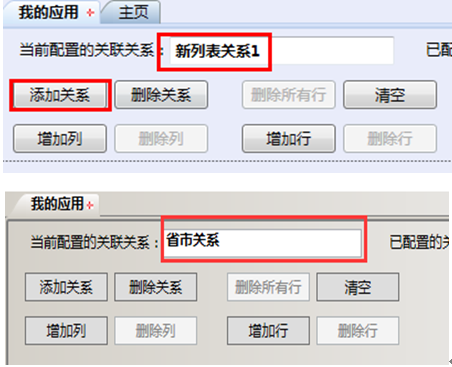 我的应用 主页
当前配置的关联关系： 新列表关系1 已配
添加关系 删除关系 删除所有行 清空
增加列 删除列 增加行 删除行
我的应用
当前配置的关联关系： 省市关系 已配置的关
添加关系 删除关系 删除所有行 清空
增加列 删除列 增加行 删除行